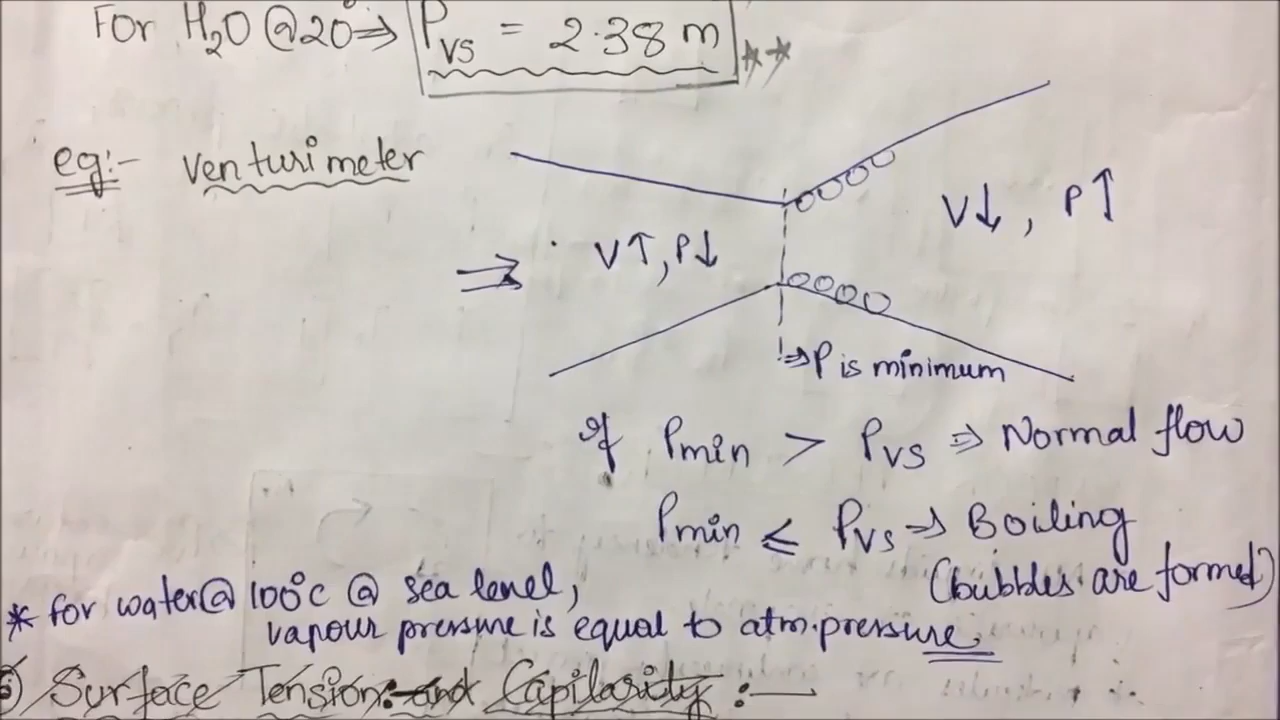 For H₂O @20° ⇒ Pvs = 2.38 m **
eg:- Venturimeter
V↓, P↑
⇒ V↑, P↓
⇒ P is minimum
If Pmin > Pvs ⇒ Normal flow
Pmin ≤ Pvs ⇒ Boiling
(bubbles are formed)
* for water@ 100°c @ sea level,
vapour pressure is equal to atm.pressure.
Surface Tension and Capilarity :—